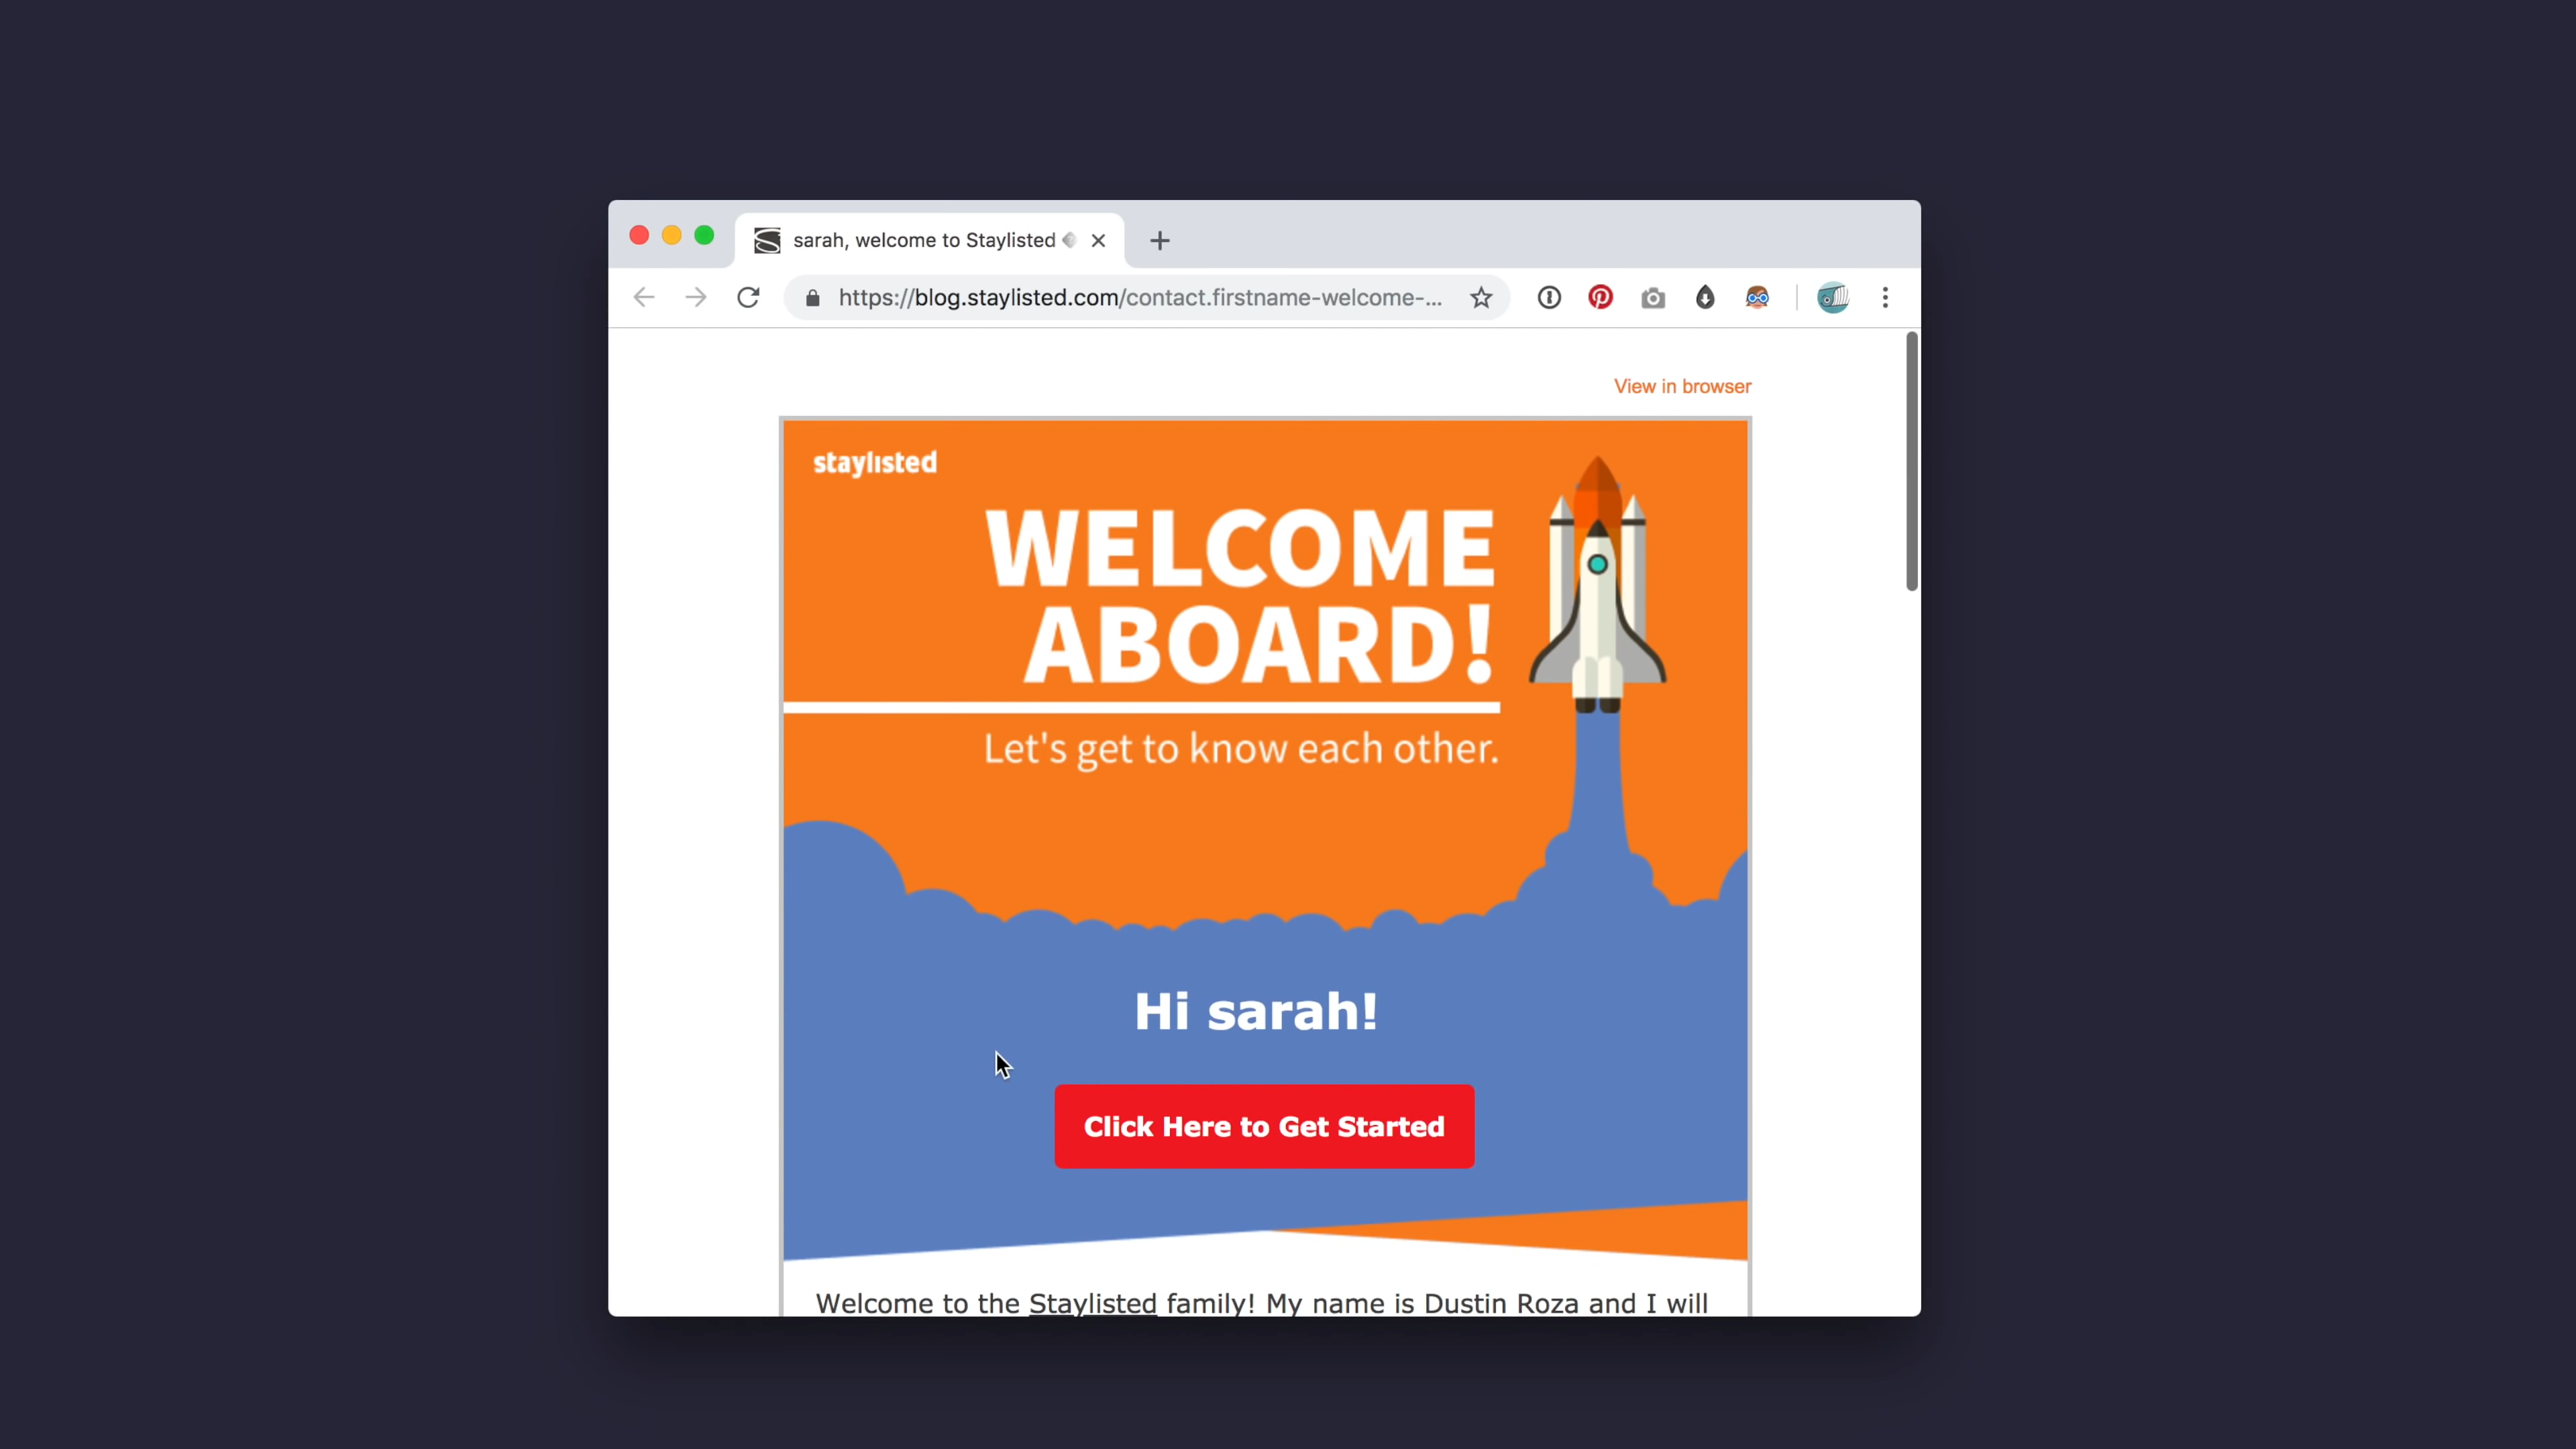 sarah, welcome to Staylisted
https://blog.staylisted.com/contact.firstname-welcome-...
View in browser
staylısted
WELCOME
ABOARD!
Let's get to know each other.
Hi sarah!
Click Here to Get Started
Welcome to the Staylisted family! My name is Dustin Roza and I will